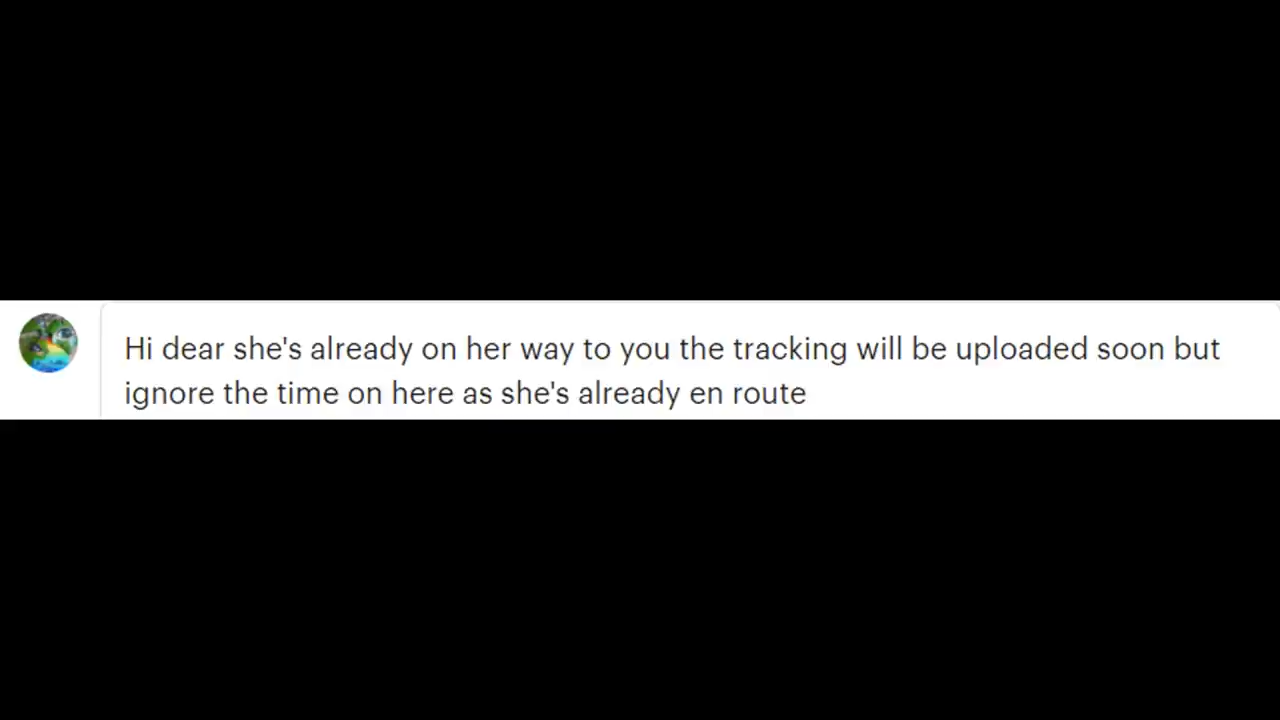 Hi dear she's already on her way to you the tracking will be uploaded soon but
ignore the time on here as she's already en route